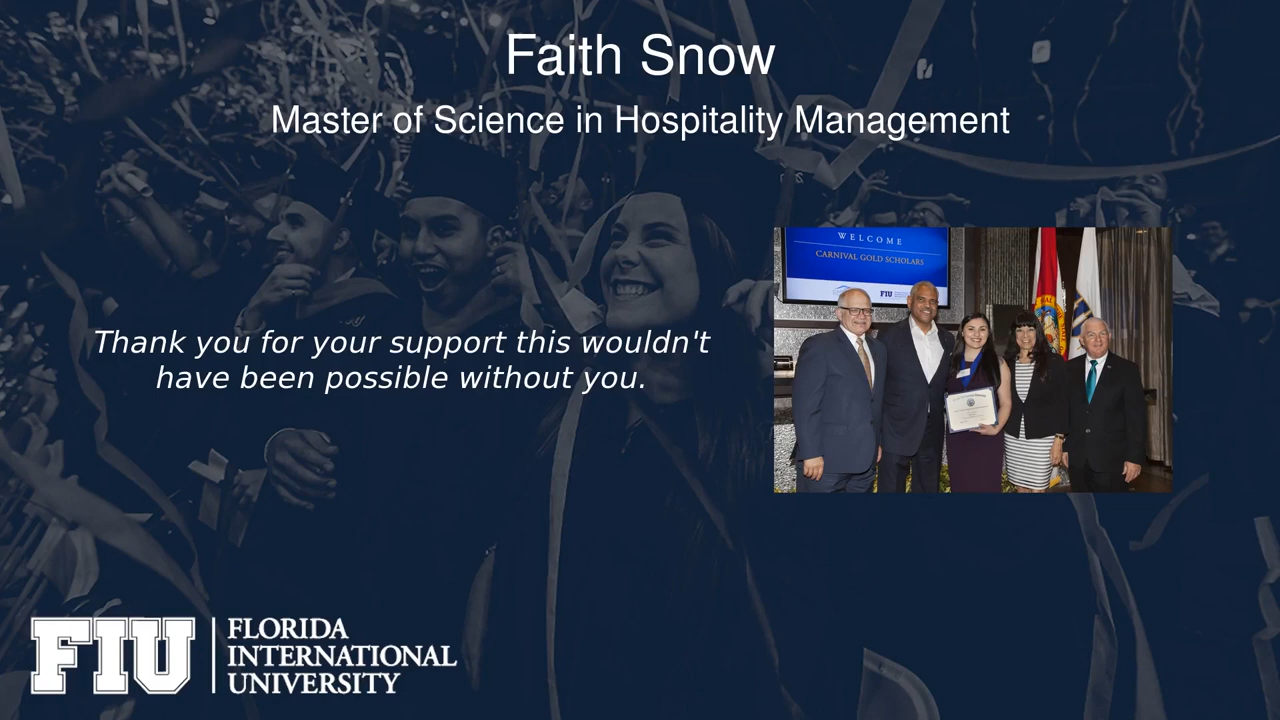 Faith Snow
Master of Science in Hospitality Management
WELCOME
CARNIVAL GOLD SCHOLARS
FIU
Thank you for your support this wouldn't
have been possible without you.
FIU
FLORIDA
INTERNATIONAL
UNIVERSITY